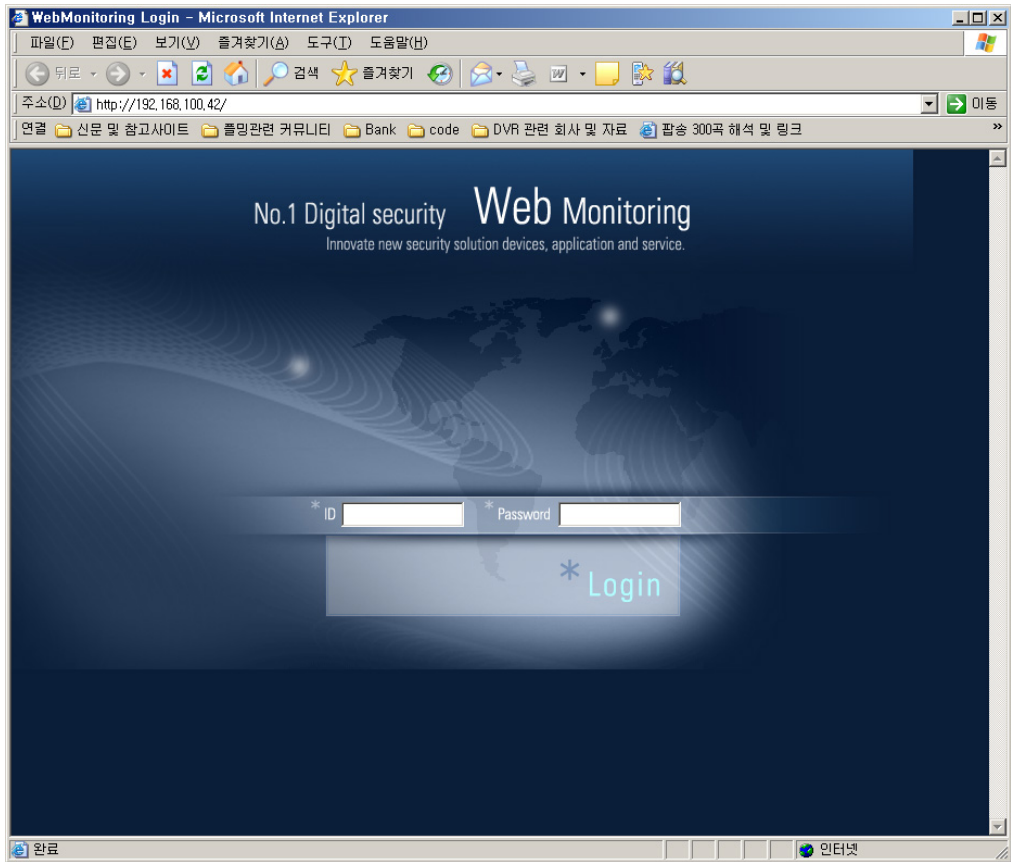 WebMonitoring Login - Microsoft Internet Explorer
파일(F) 편집(E) 보기(V) 즐겨찾기(A) 도구(T) 도움말(H)
뒤로 검색 즐겨찾기
주소(D) http://192,168,100,42/ 이동
연결 신문 및 참고사이트 플밍관련 커뮤니티 Bank code DVR 관련 회사 및 자료 팝송 300곡 해석 및 링크 »
No.1 Digital security Web Monitoring
Innovate new security solution devices, application and service.
* ID * Password
* Login
완료 인터넷